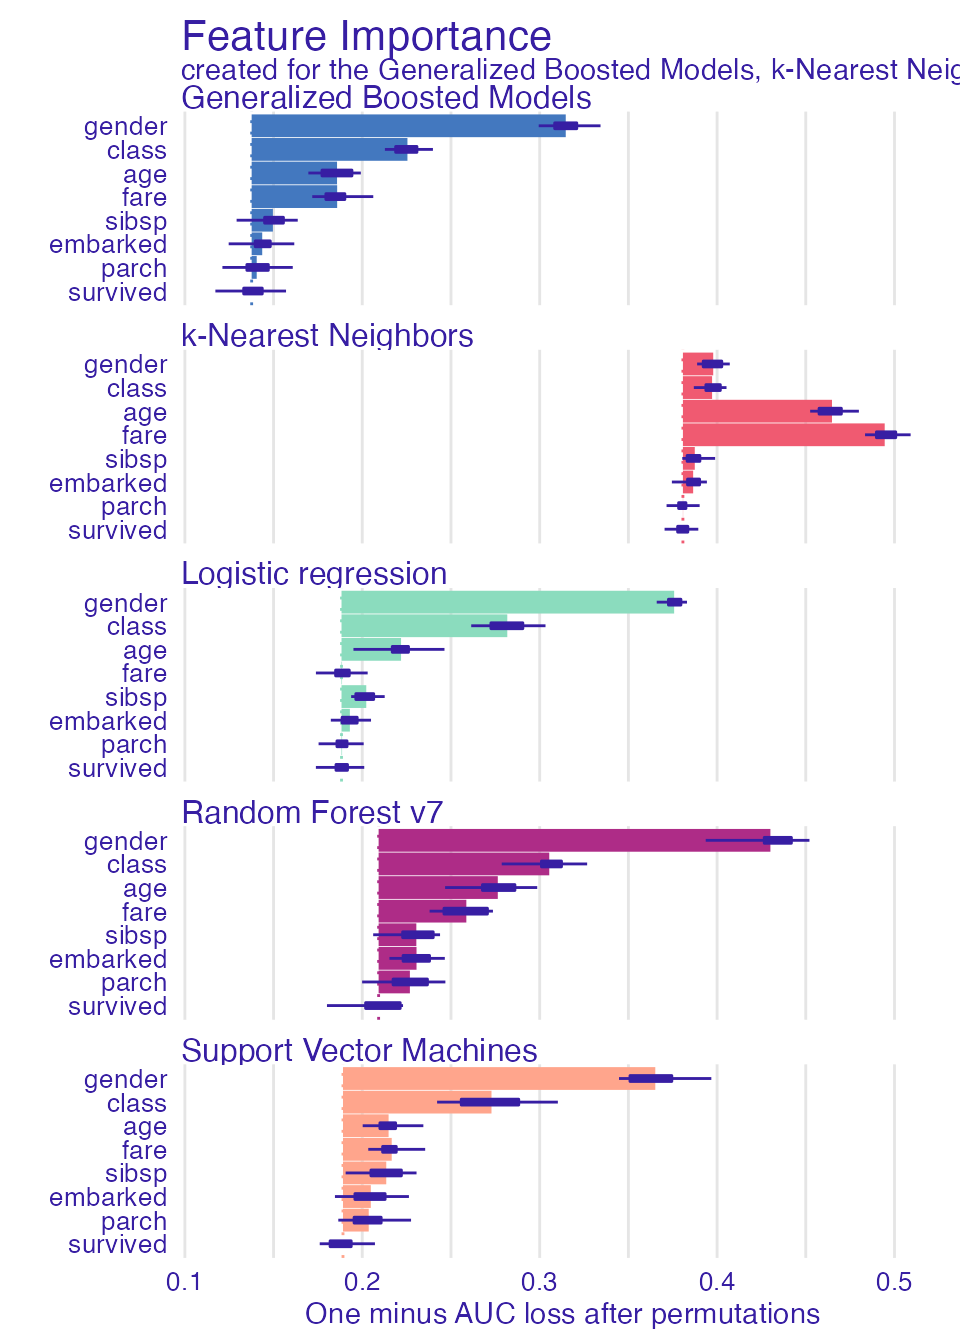 Feature Importance
created for the Generalized Boosted Models, k-Nearest Neig
Generalized Boosted Models
gender
class
age
fare
sibsp
embarked
parch
survived
k-Nearest Neighbors
gender
class
age
fare
sibsp
embarked
parch
survived
Logistic regression
gender
class
age
fare
sibsp
embarked
parch
survived
Random Forest v7
gender
class
age
fare
sibsp
embarked
parch
survived
Support Vector Machines
gender
class
age
fare
sibsp
embarked
parch
survived
0.1 0.2 0.3 0.4 0.5
One minus AUC loss after permutations